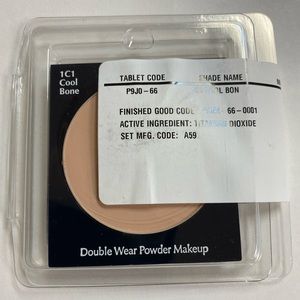 1C1
Cool
Bone
TABLET CODE SHADE NAME
P9J0-66 BON
FINISHED GOOD CODE: 66-0001
ACTIVE INGREDIENT: DIOXIDE
SET MFG. CODE: A59
Double Wear Powder Makeup